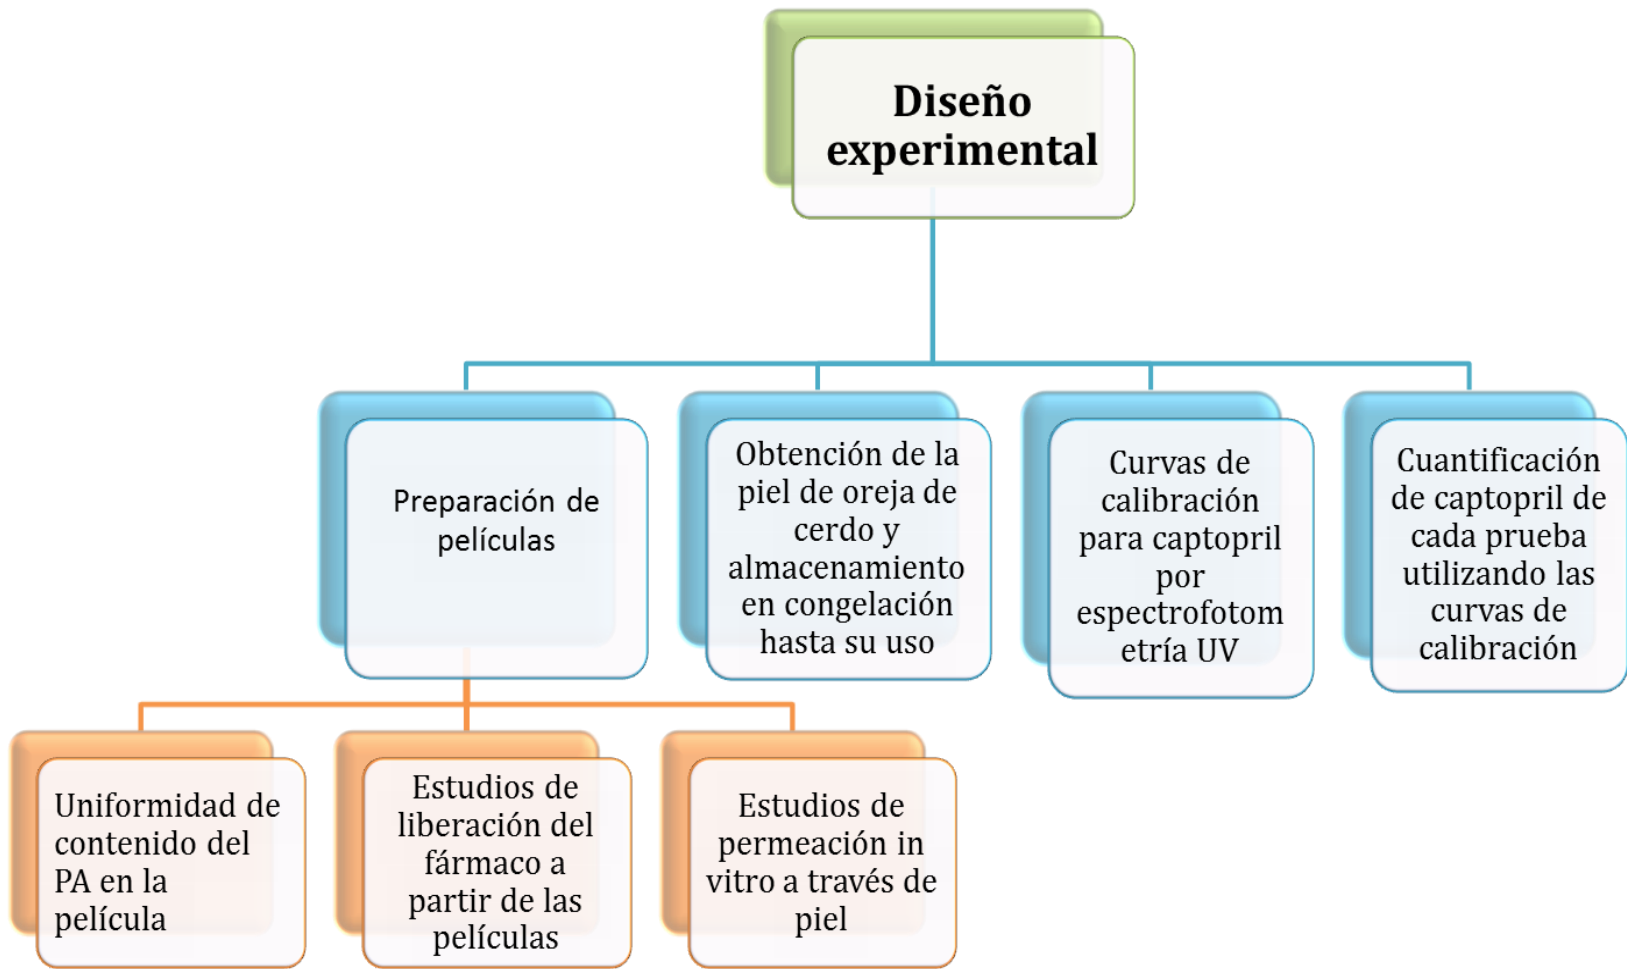 Diseño
experimental
Preparación de
películas
Obtención de la
piel de oreja de
cerdo y
almacenamiento
en congelación
hasta su uso
Curvas de
calibración
para captopril
por
espectrofotom
etría UV
Cuantificación
de captopril de
cada prueba
utilizando las
curvas de
calibración
Uniformidad de
contenido del
PA en la
película
Estudios de
liberación del
fármaco a
partir de las
películas
Estudios de
permeación in
vitro a través de
piel